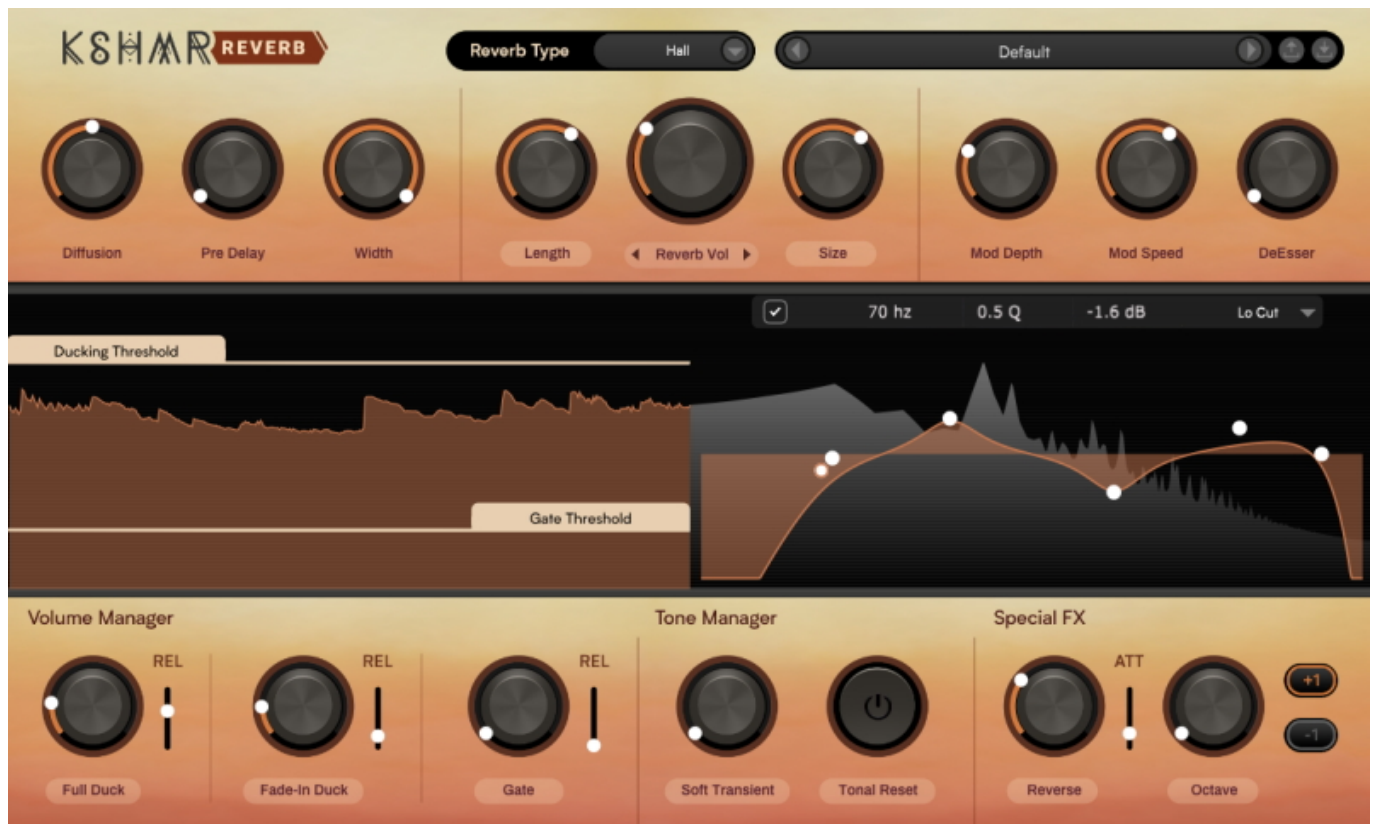 KSHMR REVERB
Reverb Type Hall
Default
Diffusion Pre Delay Width Length Reverb Vol Size Mod Depth Mod Speed DeEsser
70 hz 0.5 Q -1.6 dB Lo Cut
Ducking Threshold
Gate Threshold
Volume Manager Tone Manager Special FX
REL REL REL ATT
+1
-1
Full Duck Fade-In Duck Gate Soft Transient Tonal Reset Reverse Octave